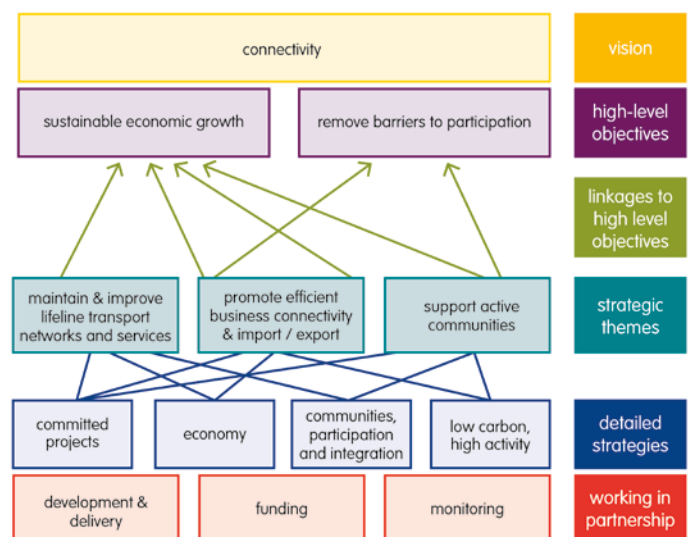 connectivity
vision
sustainable economic growth
remove barriers to participation
high-level
objectives
linkages to
high level
objectives
maintain & improve
lifeline transport
networks and services
promote efficient
business connectivity
& import / export
support active
communities
strategic
themes
committed
projects
economy
communities,
participation
and integration
low carbon,
high activity
detailed
strategies
development &
delivery
funding
monitoring
working in
partnership